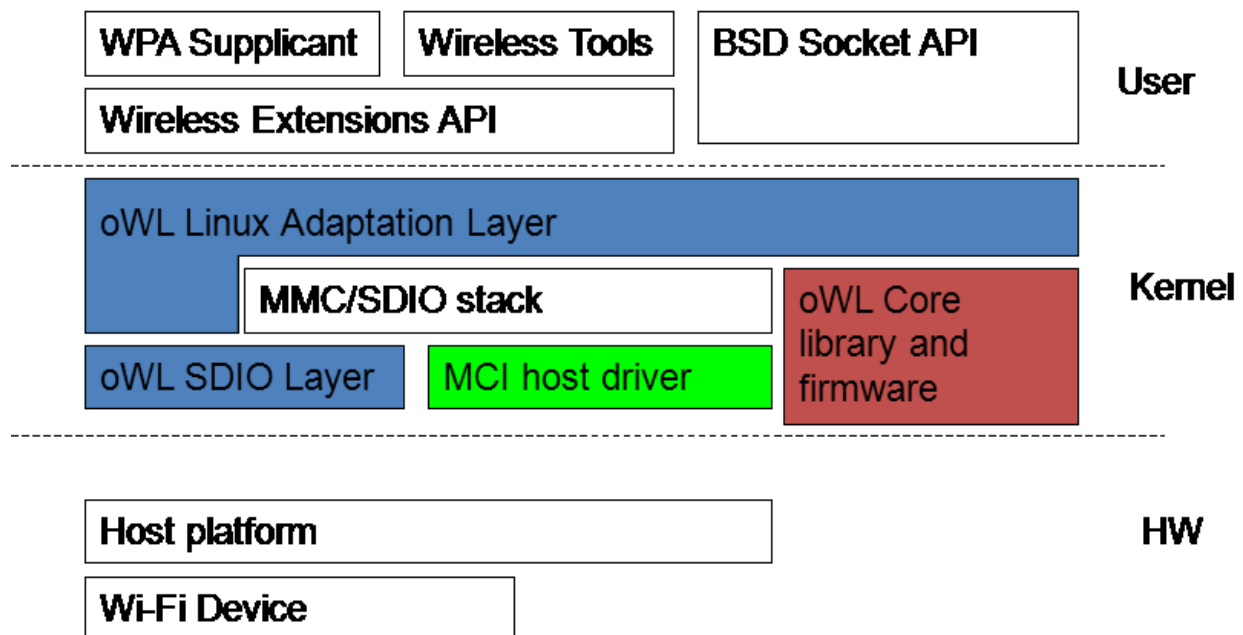 WPA Supplicant
Wireless Tools
BSD Socket API
User
Wireless Extensions API
oWL Linux Adaptation Layer
Kernel
MMC/SDIO stack
oWL Core
library and
firmware
oWL SDIO Layer
MCI host driver
Host platform
HW
Wi-Fi Device